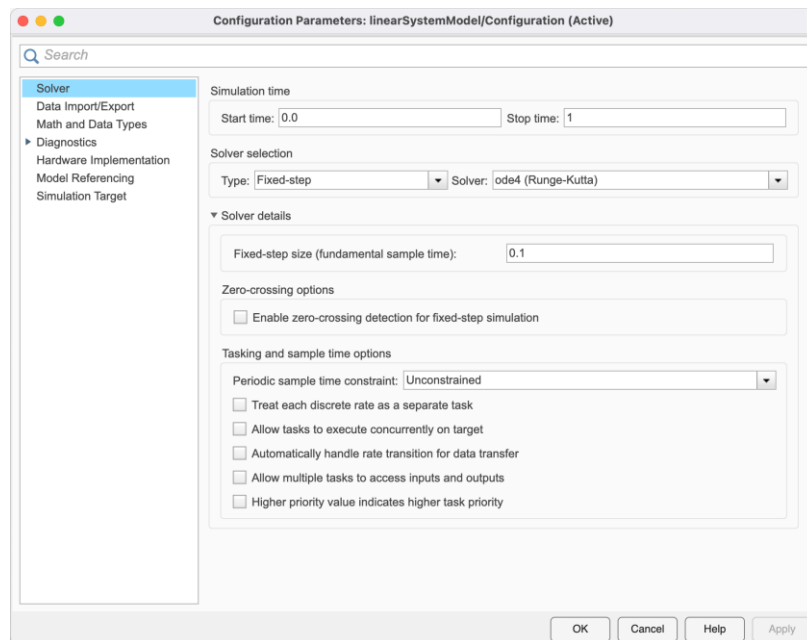 Configuration Parameters: linearSystemModel/Configuration (Active)
Search
Solver
Data Import/Export
Math and Data Types
Diagnostics
Hardware Implementation
Model Referencing
Simulation Target
Simulation time
Start time: 0.0 Stop time: 1
Solver selection
Type: Fixed-step Solver: ode4 (Runge-Kutta)
Solver details
Fixed-step size (fundamental sample time): 0.1
Zero-crossing options
Enable zero-crossing detection for fixed-step simulation
Tasking and sample time options
Periodic sample time constraint: Unconstrained
Treat each discrete rate as a separate task
Allow tasks to execute concurrently on target
Automatically handle rate transition for data transfer
Allow multiple tasks to access inputs and outputs
Higher priority value indicates higher task priority
OK Cancel Help Apply